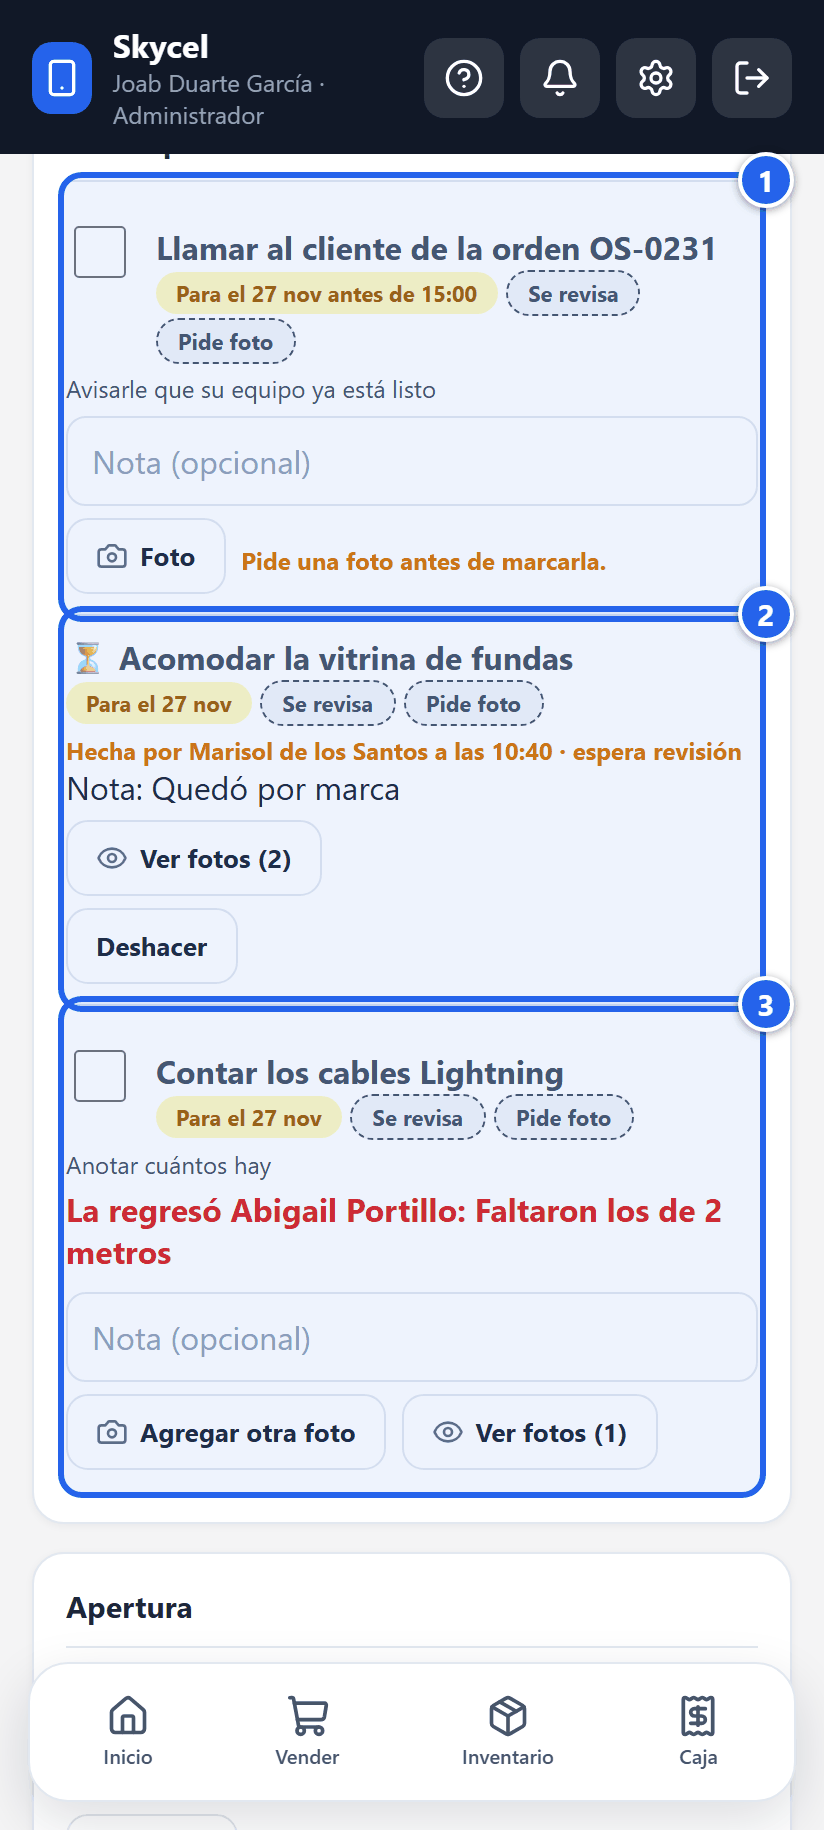 Skycel
Joab Duarte García ·
Administrador
1
Llamar al cliente de la orden OS-0231
Para el 27 nov antes de 15:00
Se revisa
Pide foto
Avisarle que su equipo ya está listo
Nota (opcional)
Foto
Pide una foto antes de marcarla.
2
Acomodar la vitrina de fundas
Para el 27 nov
Se revisa
Pide foto
Hecha por Marisol de los Santos a las 10:40 · espera revisión
Nota: Quedó por marca
Ver fotos (2)
Deshacer
3
Contar los cables Lightning
Para el 27 nov
Se revisa
Pide foto
Anotar cuántos hay
La regresó Abigail Portillo: Faltaron los de 2
metros
Nota (opcional)
Agregar otra foto
Ver fotos (1)
Apertura
Inicio
Vender
Inventario
Caja